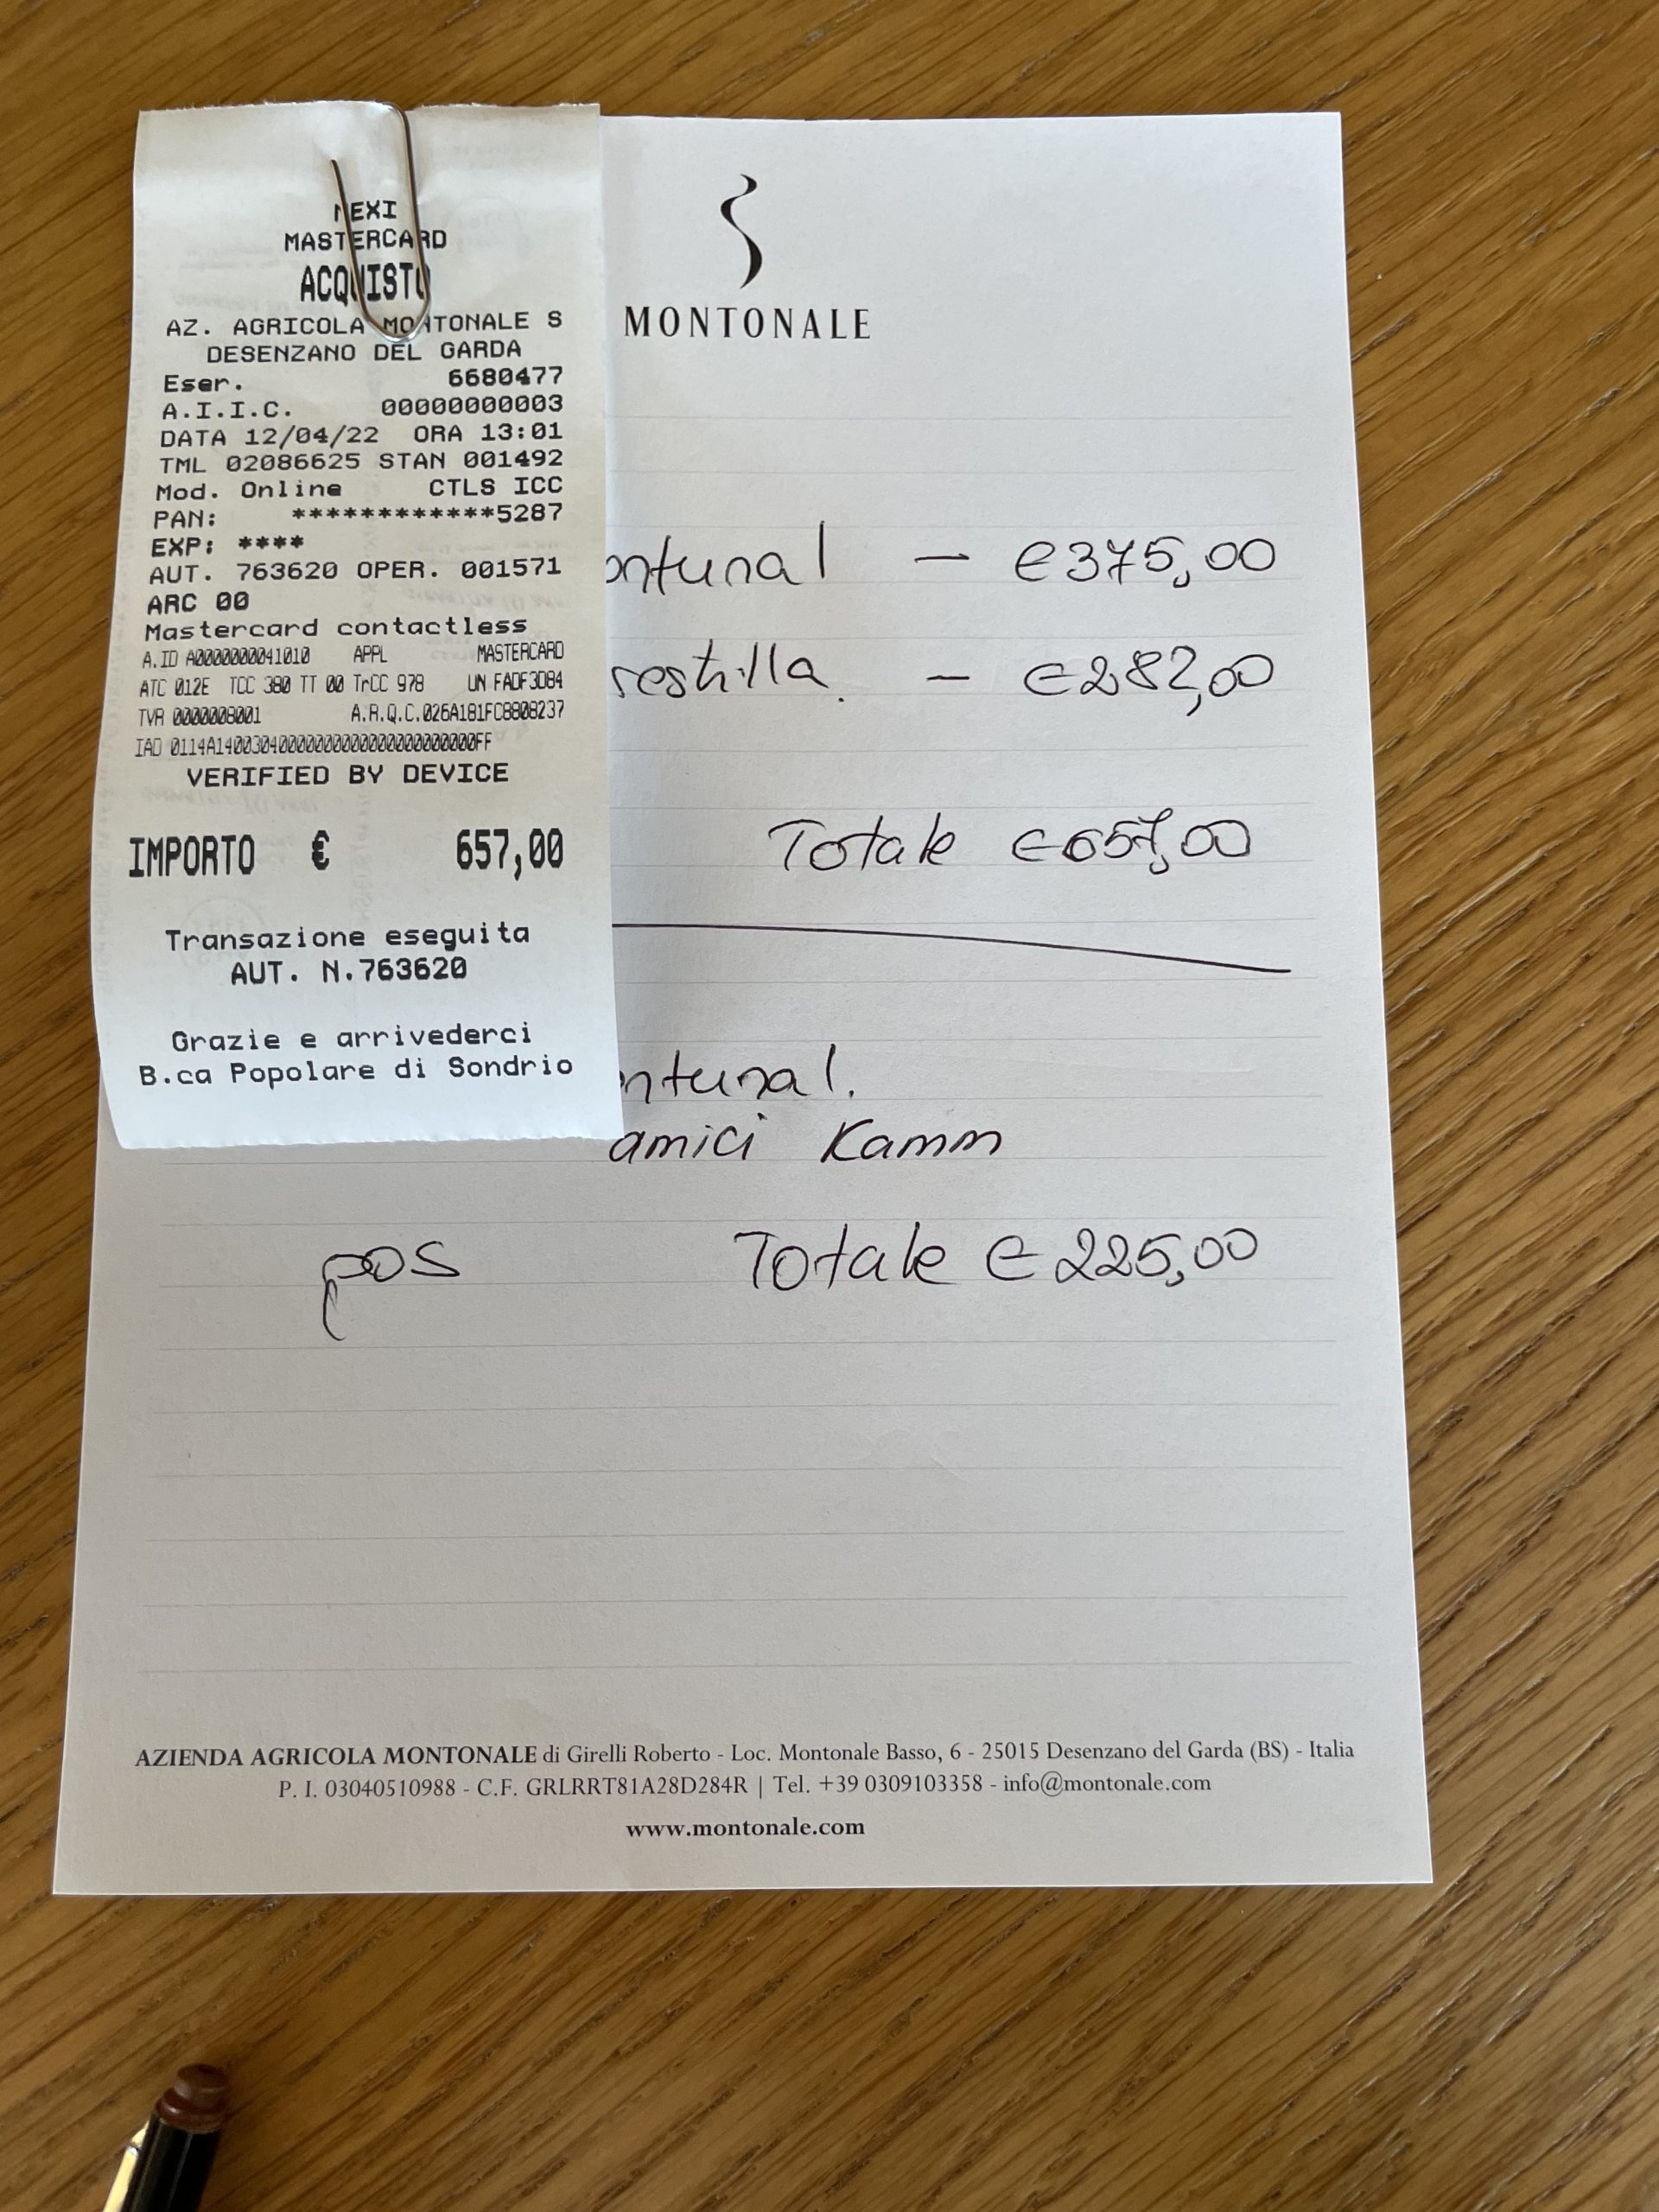 NEXI
MASTERCARD
ACQUISTO
AZ. AGRICOLA MONTONALE S
DESENZANO DEL GARDA
Eser. 6680477
A.I.I.C. 00000000003
DATA 12/04/22 ORA 13:01
TML 02086625 STAN 001492
Mod. Online CTLS ICC
PAN: ************5287
EXP: ****
AUT. 763620 OPER. 001571
ARC 00
Mastercard contactless
A.ID A0000000041010 APPL MASTERCARD
ATC 012E TCC 380 TT 00 TrCC 978 UN FADF3D84
TVR 0000008001 A.R.Q.C.026A181FC8808237
VERIFIED BY DEVICE
IMPORTO € 657,00
Transazione eseguita
AUT. N.763620
Grazie e arrivederci
B.ca Popolare di Sondrio
MONTONALE
ontunal - €375,00
restilla. - €282,00
Totale €657,00
ntunal.
amici Kamm
pos Totale €225,00
AZIENDA AGRICOLA MONTONALE di Girelli Roberto - Loc. Montonale Basso, 6 - 25015 Desenzano del Garda (BS) - Italia
P. I. 03040510988 - C.F. GRLRRT81A28D284R | Tel. +39 0309103358 - info@montonale.com
www.montonale.com